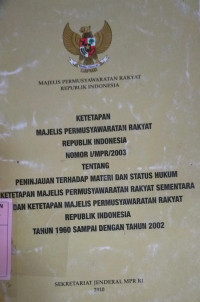 MAJELIS PERMUSYAWARATAN RAKYAT
REPUBLIK INDONESIA
KETETAPAN
MAJELIS PERMUSYAWARATAN RAKYAT
REPUBLIK INDONESIA
NOMOR I/MPR/2003
TENTANG
PENINJAUAN TERHADAP MATERI DAN STATUS HUKUM
KETETAPAN MAJELIS PERMUSYAWARATAN RAKYAT SEMENTARA
DAN KETETAPAN MAJELIS PERMUSYAWARATAN RAKYAT
REPUBLIK INDONESIA
TAHUN 1960 SAMPAI DENGAN TAHUN 2002
SEKRETARIAT JENDERAL MPR RI
2010